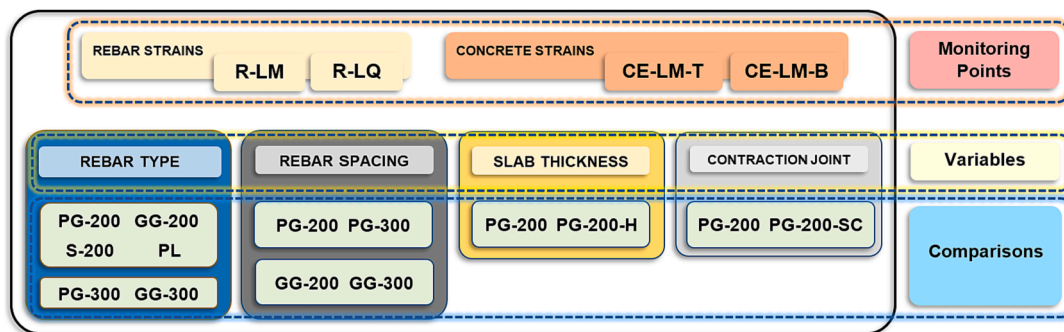 REBAR STRAINS
R-LM
R-LQ
CONCRETE STRAINS
CE-LM-T
CE-LM-B
Monitoring
Points
REBAR TYPE
REBAR SPACING
SLAB THICKNESS
CONTRACTION JOINT
Variables
PG-200 GG-200
S-200 PL
PG-300 GG-300
PG-200 PG-300
GG-200 GG-300
PG-200 PG-200-H
PG-200 PG-200-SC
Comparisons